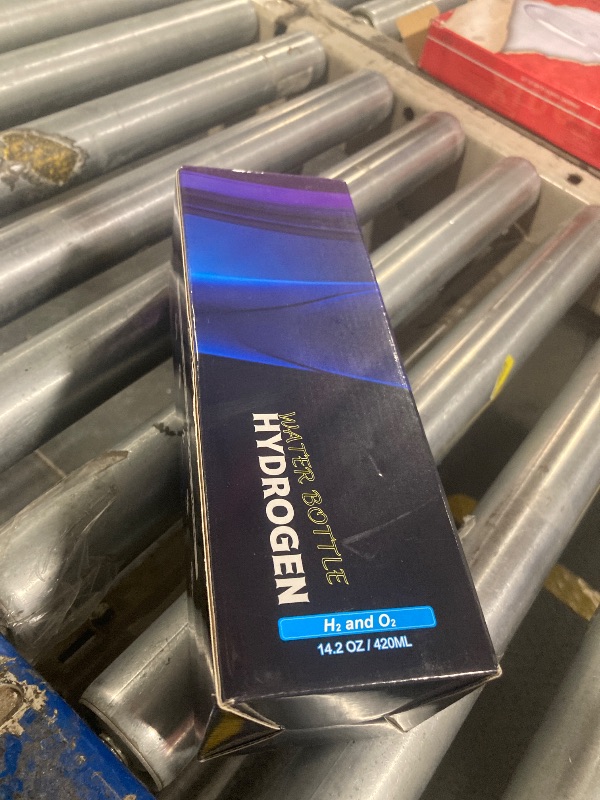 HYDROGEN
WATER BOTTLE
H₂ and O₂
14.2 OZ / 420ML